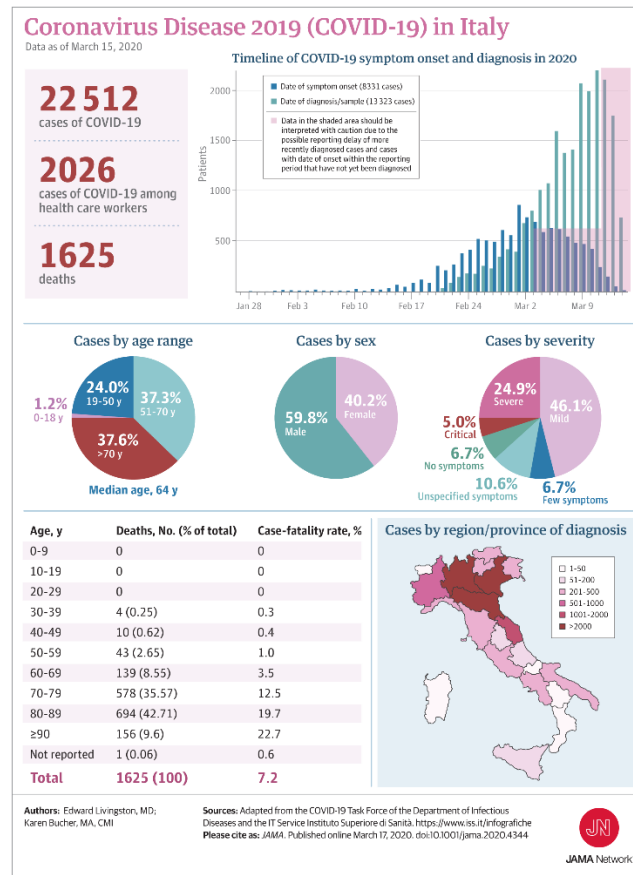 Coronavirus Disease 2019 (COVID-19) in Italy
Data as of March 15, 2020
22 512
cases of COVID-19
2026
cases of COVID-19 among
health care workers
1625
deaths
Timeline of COVID-19 symptom onset and diagnosis in 2020
Date of symptom onset (8331 cases)
Date of diagnosis/sample (13 323 cases)
Data in the shaded area should be
interpreted with caution due to the
possible reporting delay of more
recently diagnosed cases and cases
with date of onset within the reporting
period that have not yet been diagnosed
Patients
2000
1500
1000
500
Jan 28
Feb 3
Feb 10
Feb 17
Feb 24
Mar 2
Mar 9
Cases by age range
24.0%
19-50 y
37.3%
51-70 y
1.2%
0-18 y
37.6%
>70 y
Median age, 64 y
Cases by sex
59.8%
Male
40.2%
Female
Cases by severity
24.9%
Severe
46.1%
Mild
5.0%
Critical
6.7%
No symptoms
10.6%
Unspecified symptoms
6.7%
Few symptoms
Age, y Deaths, No. (% of total) Case-fatality rate, %
0-9 0 0
10-19 0 0
20-29 0 0
30-39 4 (0.25) 0.3
40-49 10 (0.62) 0.4
50-59 43 (2.65) 1.0
60-69 139 (8.55) 3.5
70-79 578 (35.57) 12.5
80-89 694 (42.71) 19.7
≥90 156 (9.6) 22.7
Not reported 1 (0.06) 0.6
Total 1625 (100) 7.2
Cases by region/province of diagnosis
1-50
51-200
201-500
501-1000
1001-2000
>2000
Authors: Edward Livingston, MD;
Karen Bucher, MA, CMI
Sources: Adapted from the COVID-19 Task Force of the Department of Infectious
Diseases and the IT Service Instituto Superiore di Sanità. https://www.iss.it/infografiche
Please cite as: JAMA. Published online March 17, 2020. doi:10.1001/jama.2020.4344
JN
JAMA Network